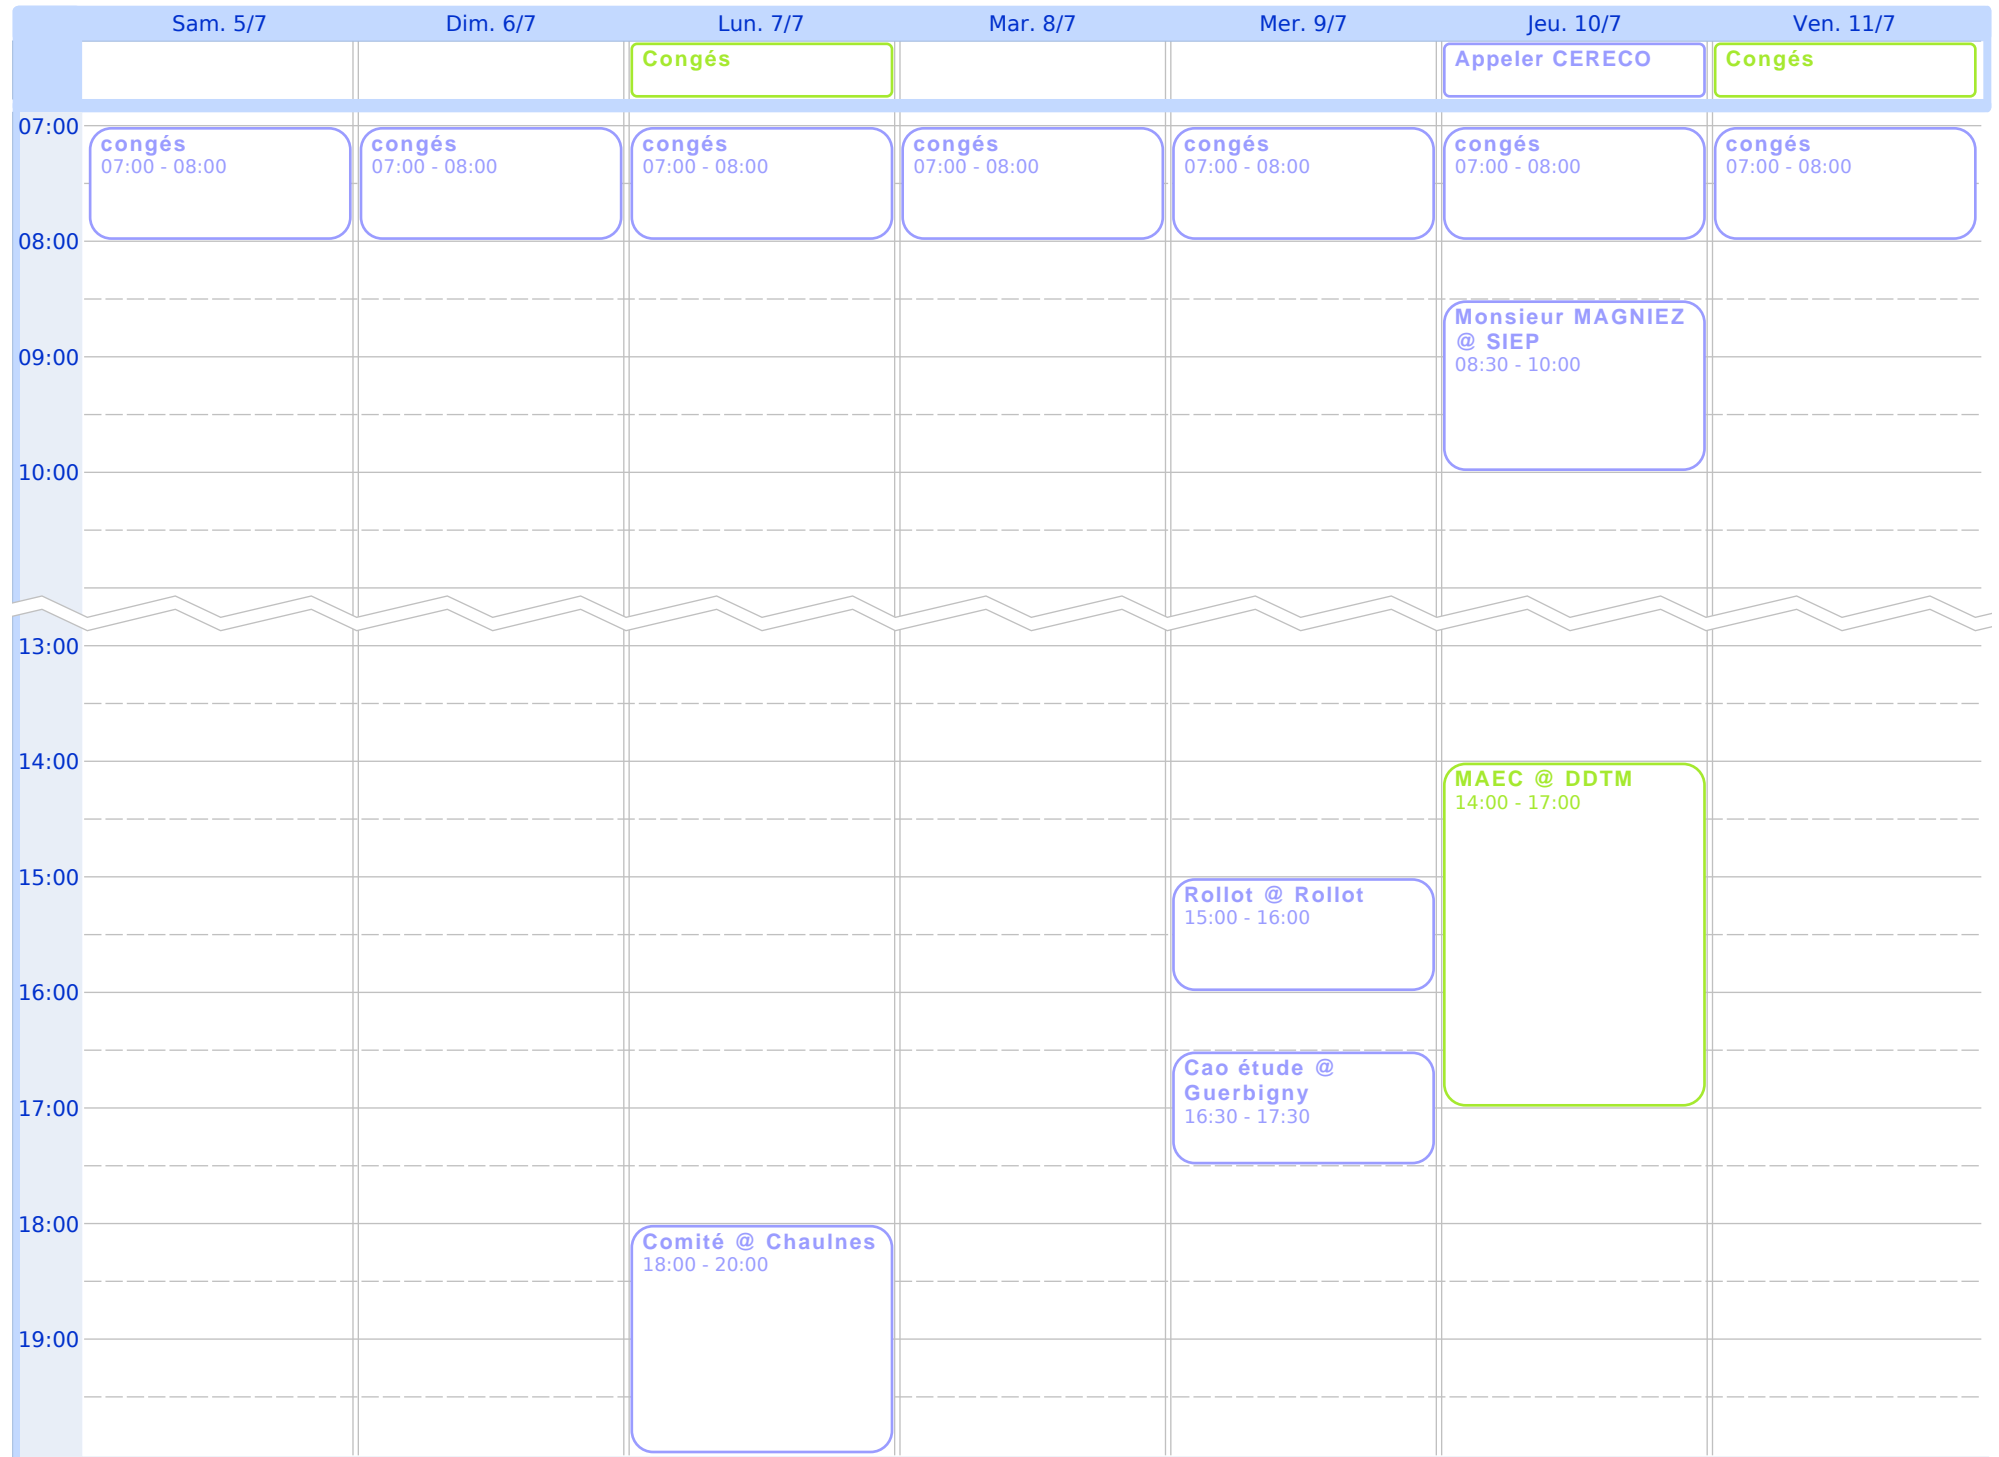 Sam. 5/7
Dim. 6/7
Lun. 7/7
Mar. 8/7
Mer. 9/7
Jeu. 10/7
Ven. 11/7
Congés
Appeler CERECO
Congés
07:00
congés
07:00 - 08:00
congés
07:00 - 08:00
congés
07:00 - 08:00
congés
07:00 - 08:00
congés
07:00 - 08:00
congés
07:00 - 08:00
congés
07:00 - 08:00
08:00
Monsieur MAGNIEZ
@ SIEP
08:30 - 10:00
09:00
10:00
13:00
14:00
MAEC @ DDTM
14:00 - 17:00
15:00
Rollot @ Rollot
15:00 - 16:00
16:00
Cao étude @
Guerbigny
16:30 - 17:30
17:00
18:00
Comité @ Chaulnes
18:00 - 20:00
19:00